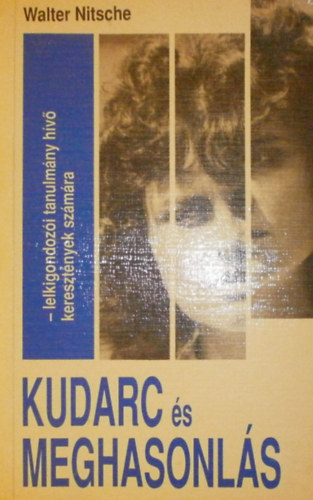 Walter Nitsche
– lelkigondozói tanulmány hívő
keresztények számára
KUDARC és
MEGHASONLÁS